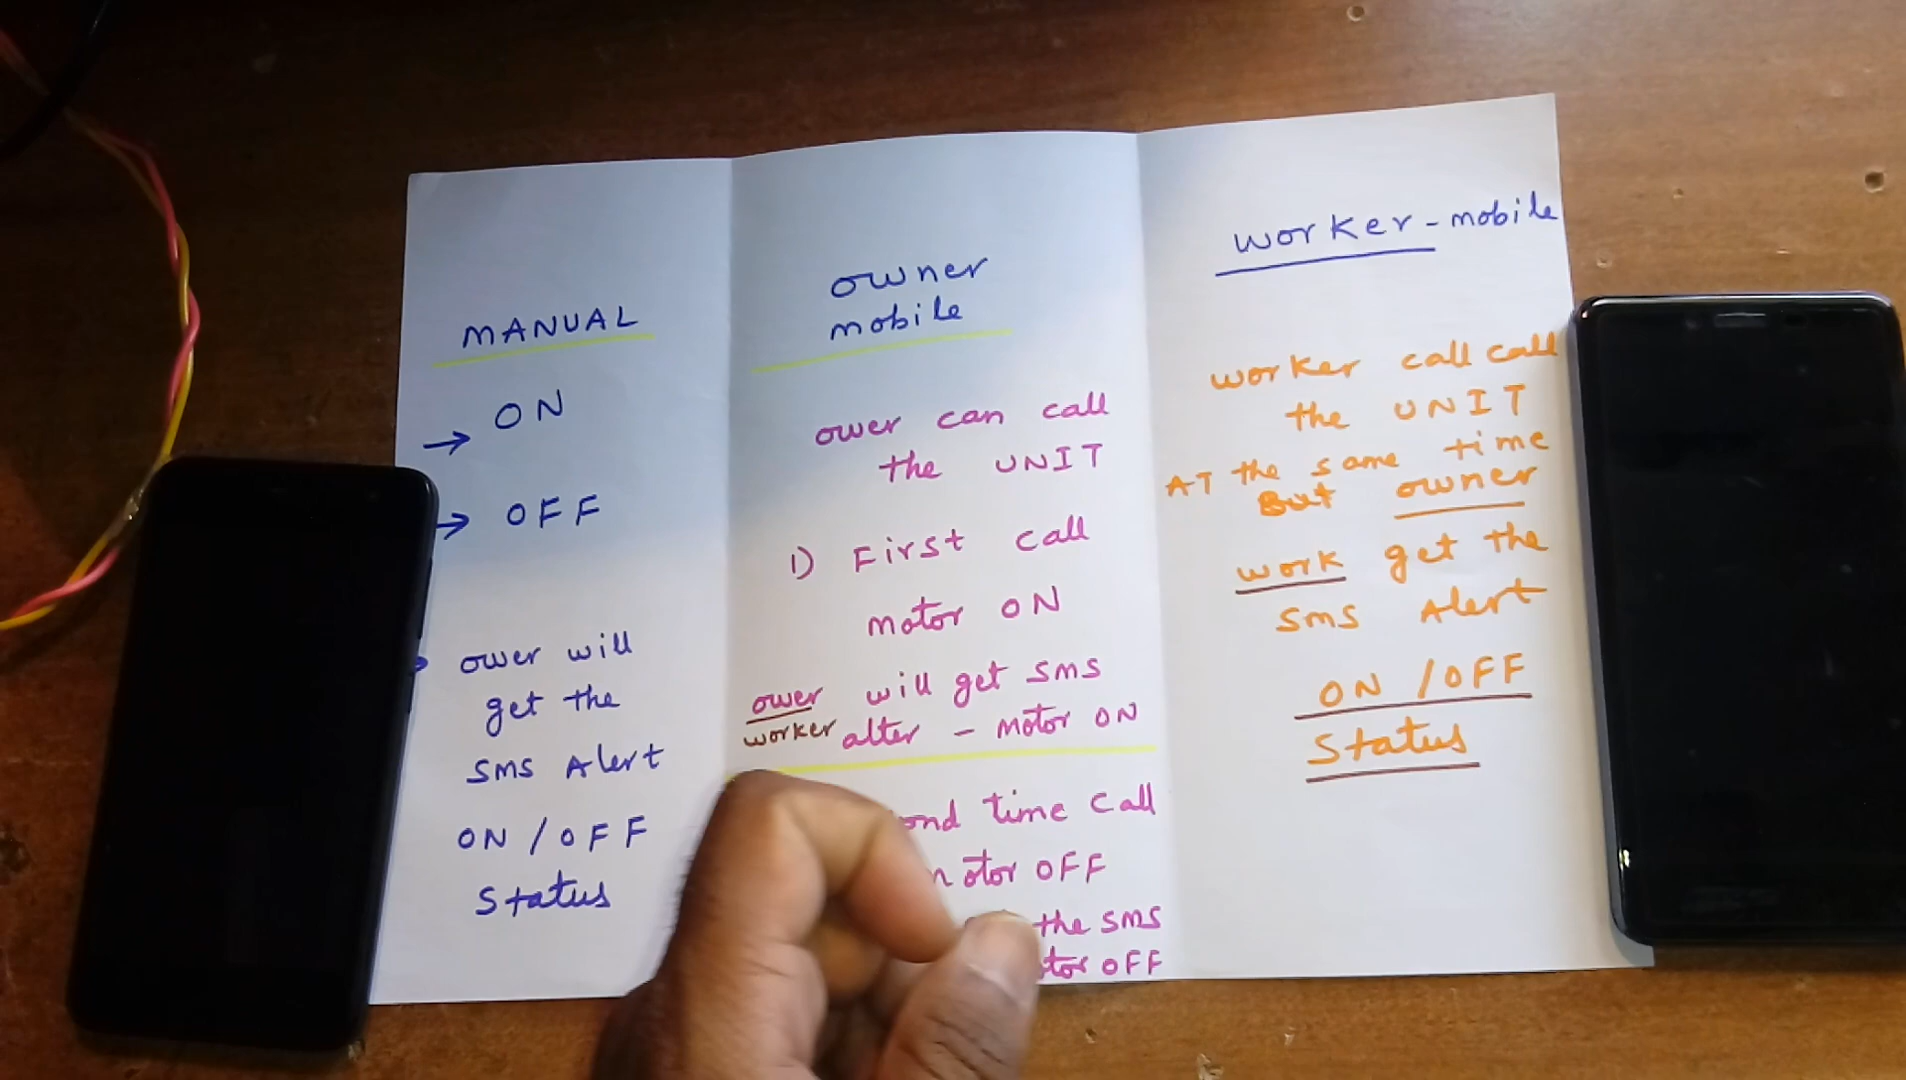 MANUAL
→ ON
→ OFF
ower will
get the
SMS Alert
ON / OFF
Status
owner
mobile
ower can call
the UNIT
1) First call
motor ON
ower will get SMS
worker alter - motor ON
time call
motor OFF
the SMS
OFF
worker - mobile
worker call call
the UNIT
AT the same time
But owner
work get the
SMS Alert
ON / OFF
Status